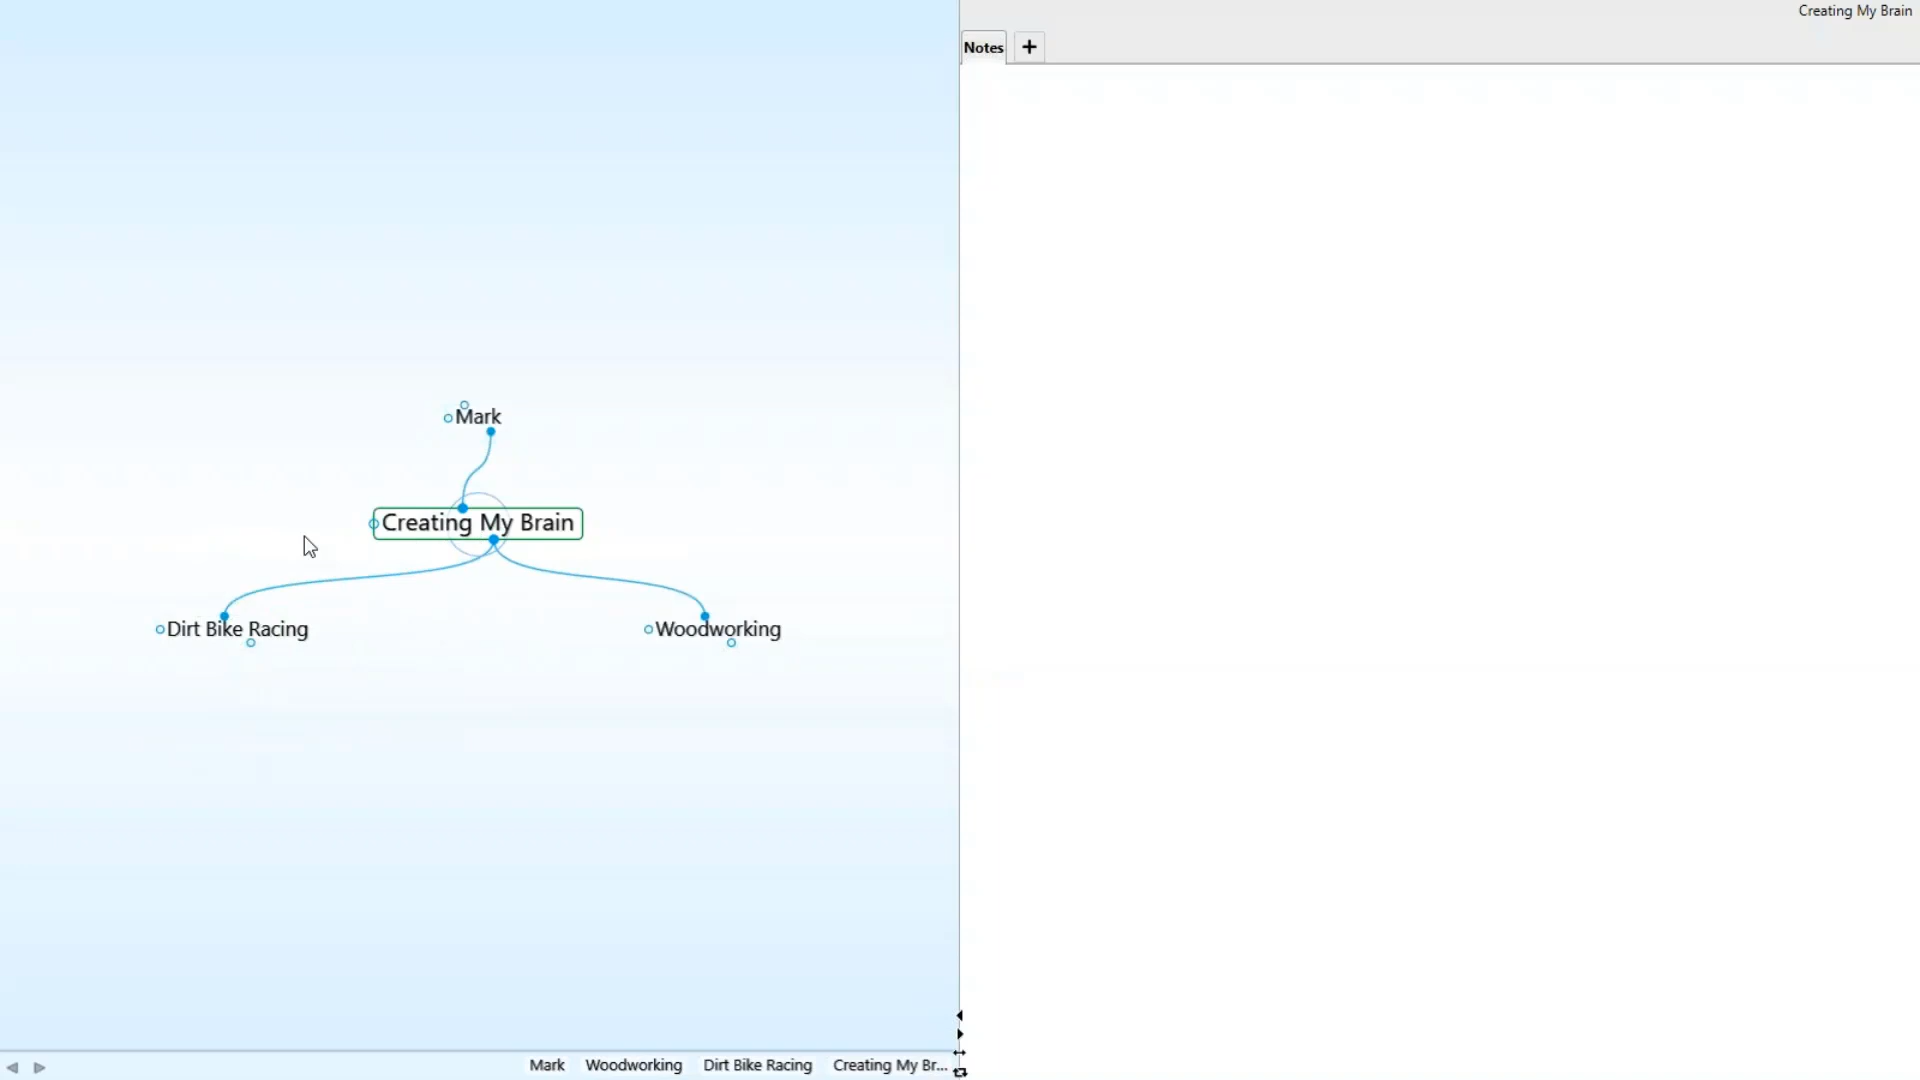 Creating My Brain
Notes +
Mark
Creating My Brain
Dirt Bike Racing
Woodworking
Mark Woodworking Dirt Bike Racing Creating My Br...